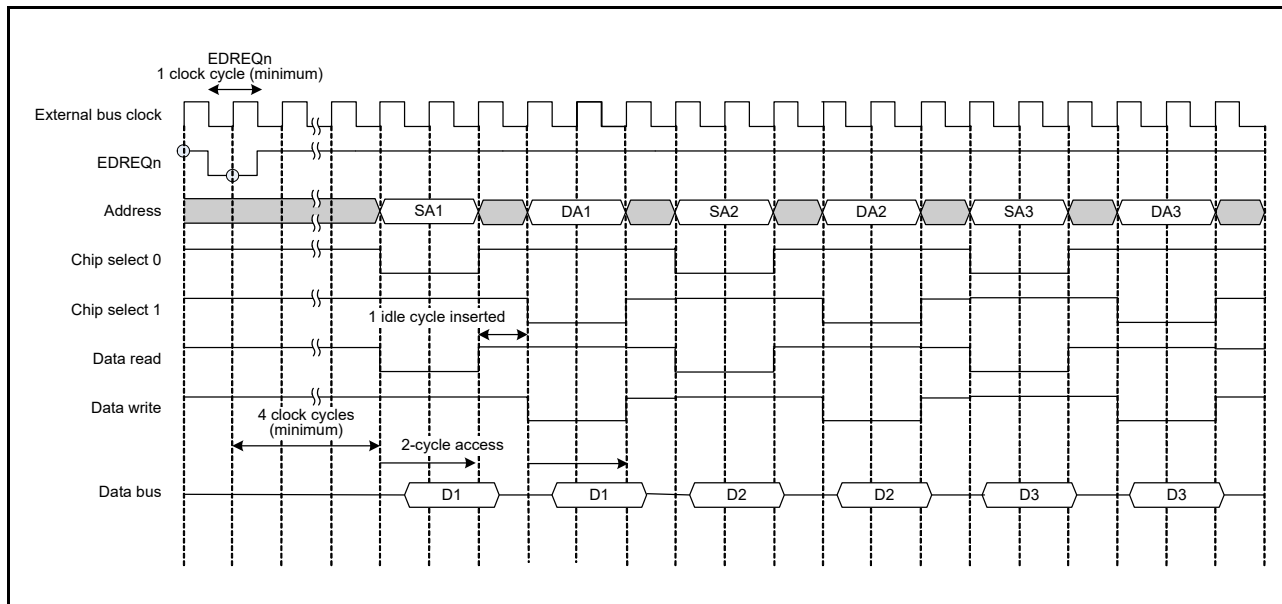 EDREQn
1 clock cycle (minimum)
External bus clock
EDREQn
Address
SA1
DA1
SA2
DA2
SA3
DA3
Chip select 0
Chip select 1
1 idle cycle inserted
Data read
Data write
4 clock cycles
(minimum)
2-cycle access
Data bus
D1
D1
D2
D2
D3
D3